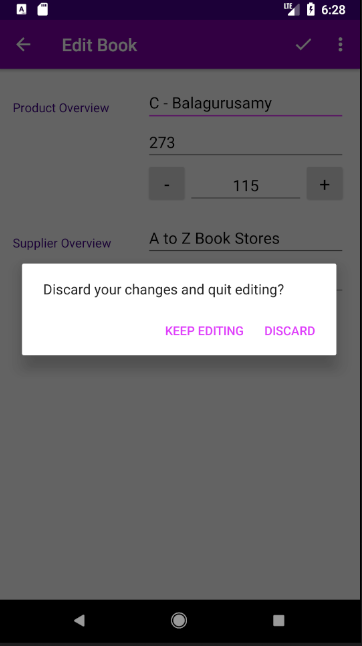 LTE 6:28
Edit Book
Product Overview
C - Balagurusamy
273
-
115
+
Supplier Overview
A to Z Book Stores
Discard your changes and quit editing?
KEEP EDITING DISCARD